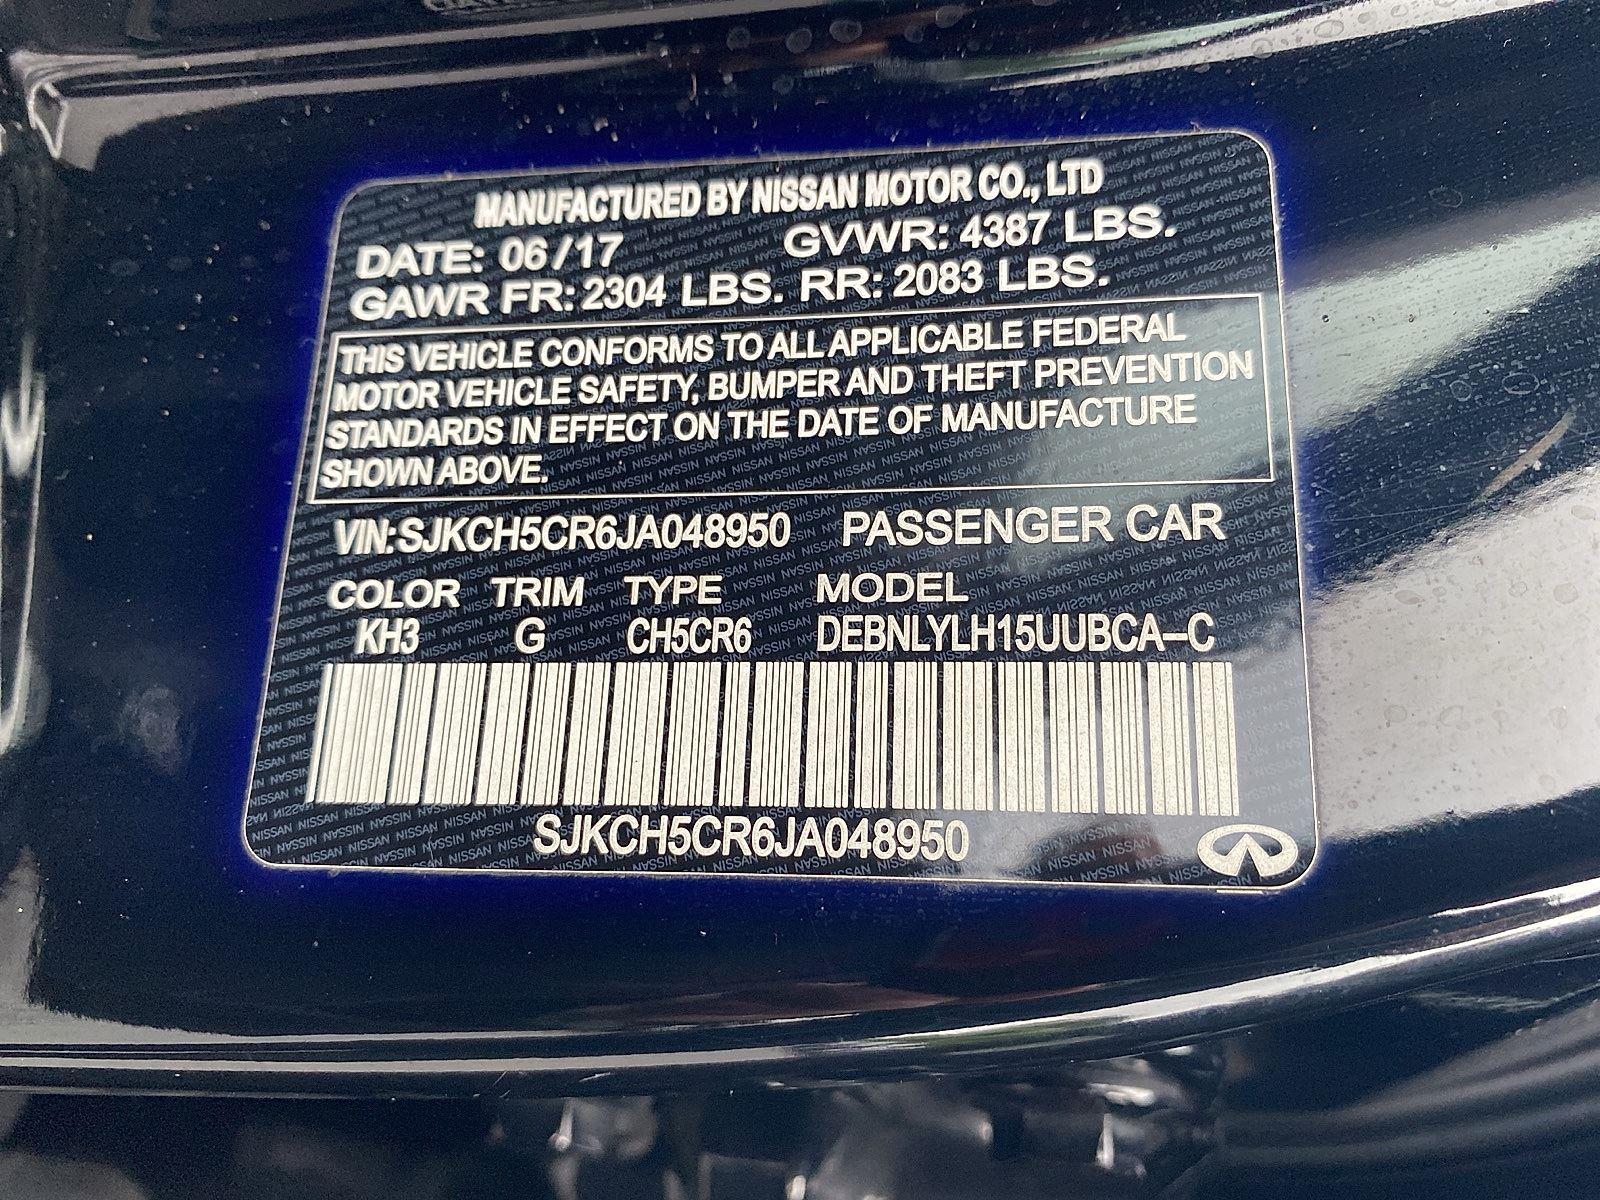 MANUFACTURED BY NISSAN MOTOR CO., LTD
DATE: 06/17 GVWR: 4387 LBS.
GAWR FR: 2304 LBS. RR: 2083 LBS.
THIS VEHICLE CONFORMS TO ALL APPLICABLE FEDERAL
MOTOR VEHICLE SAFETY, BUMPER AND THEFT PREVENTION
STANDARDS IN EFFECT ON THE DATE OF MANUFACTURE
SHOWN ABOVE.
VIN: SJKCH5CR6JA048950 PASSENGER CAR
COLOR TRIM TYPE MODEL
KH3 G CH5CR6 DEBNLYLH15UUBCA-C
SJKCH5CR6JA048950